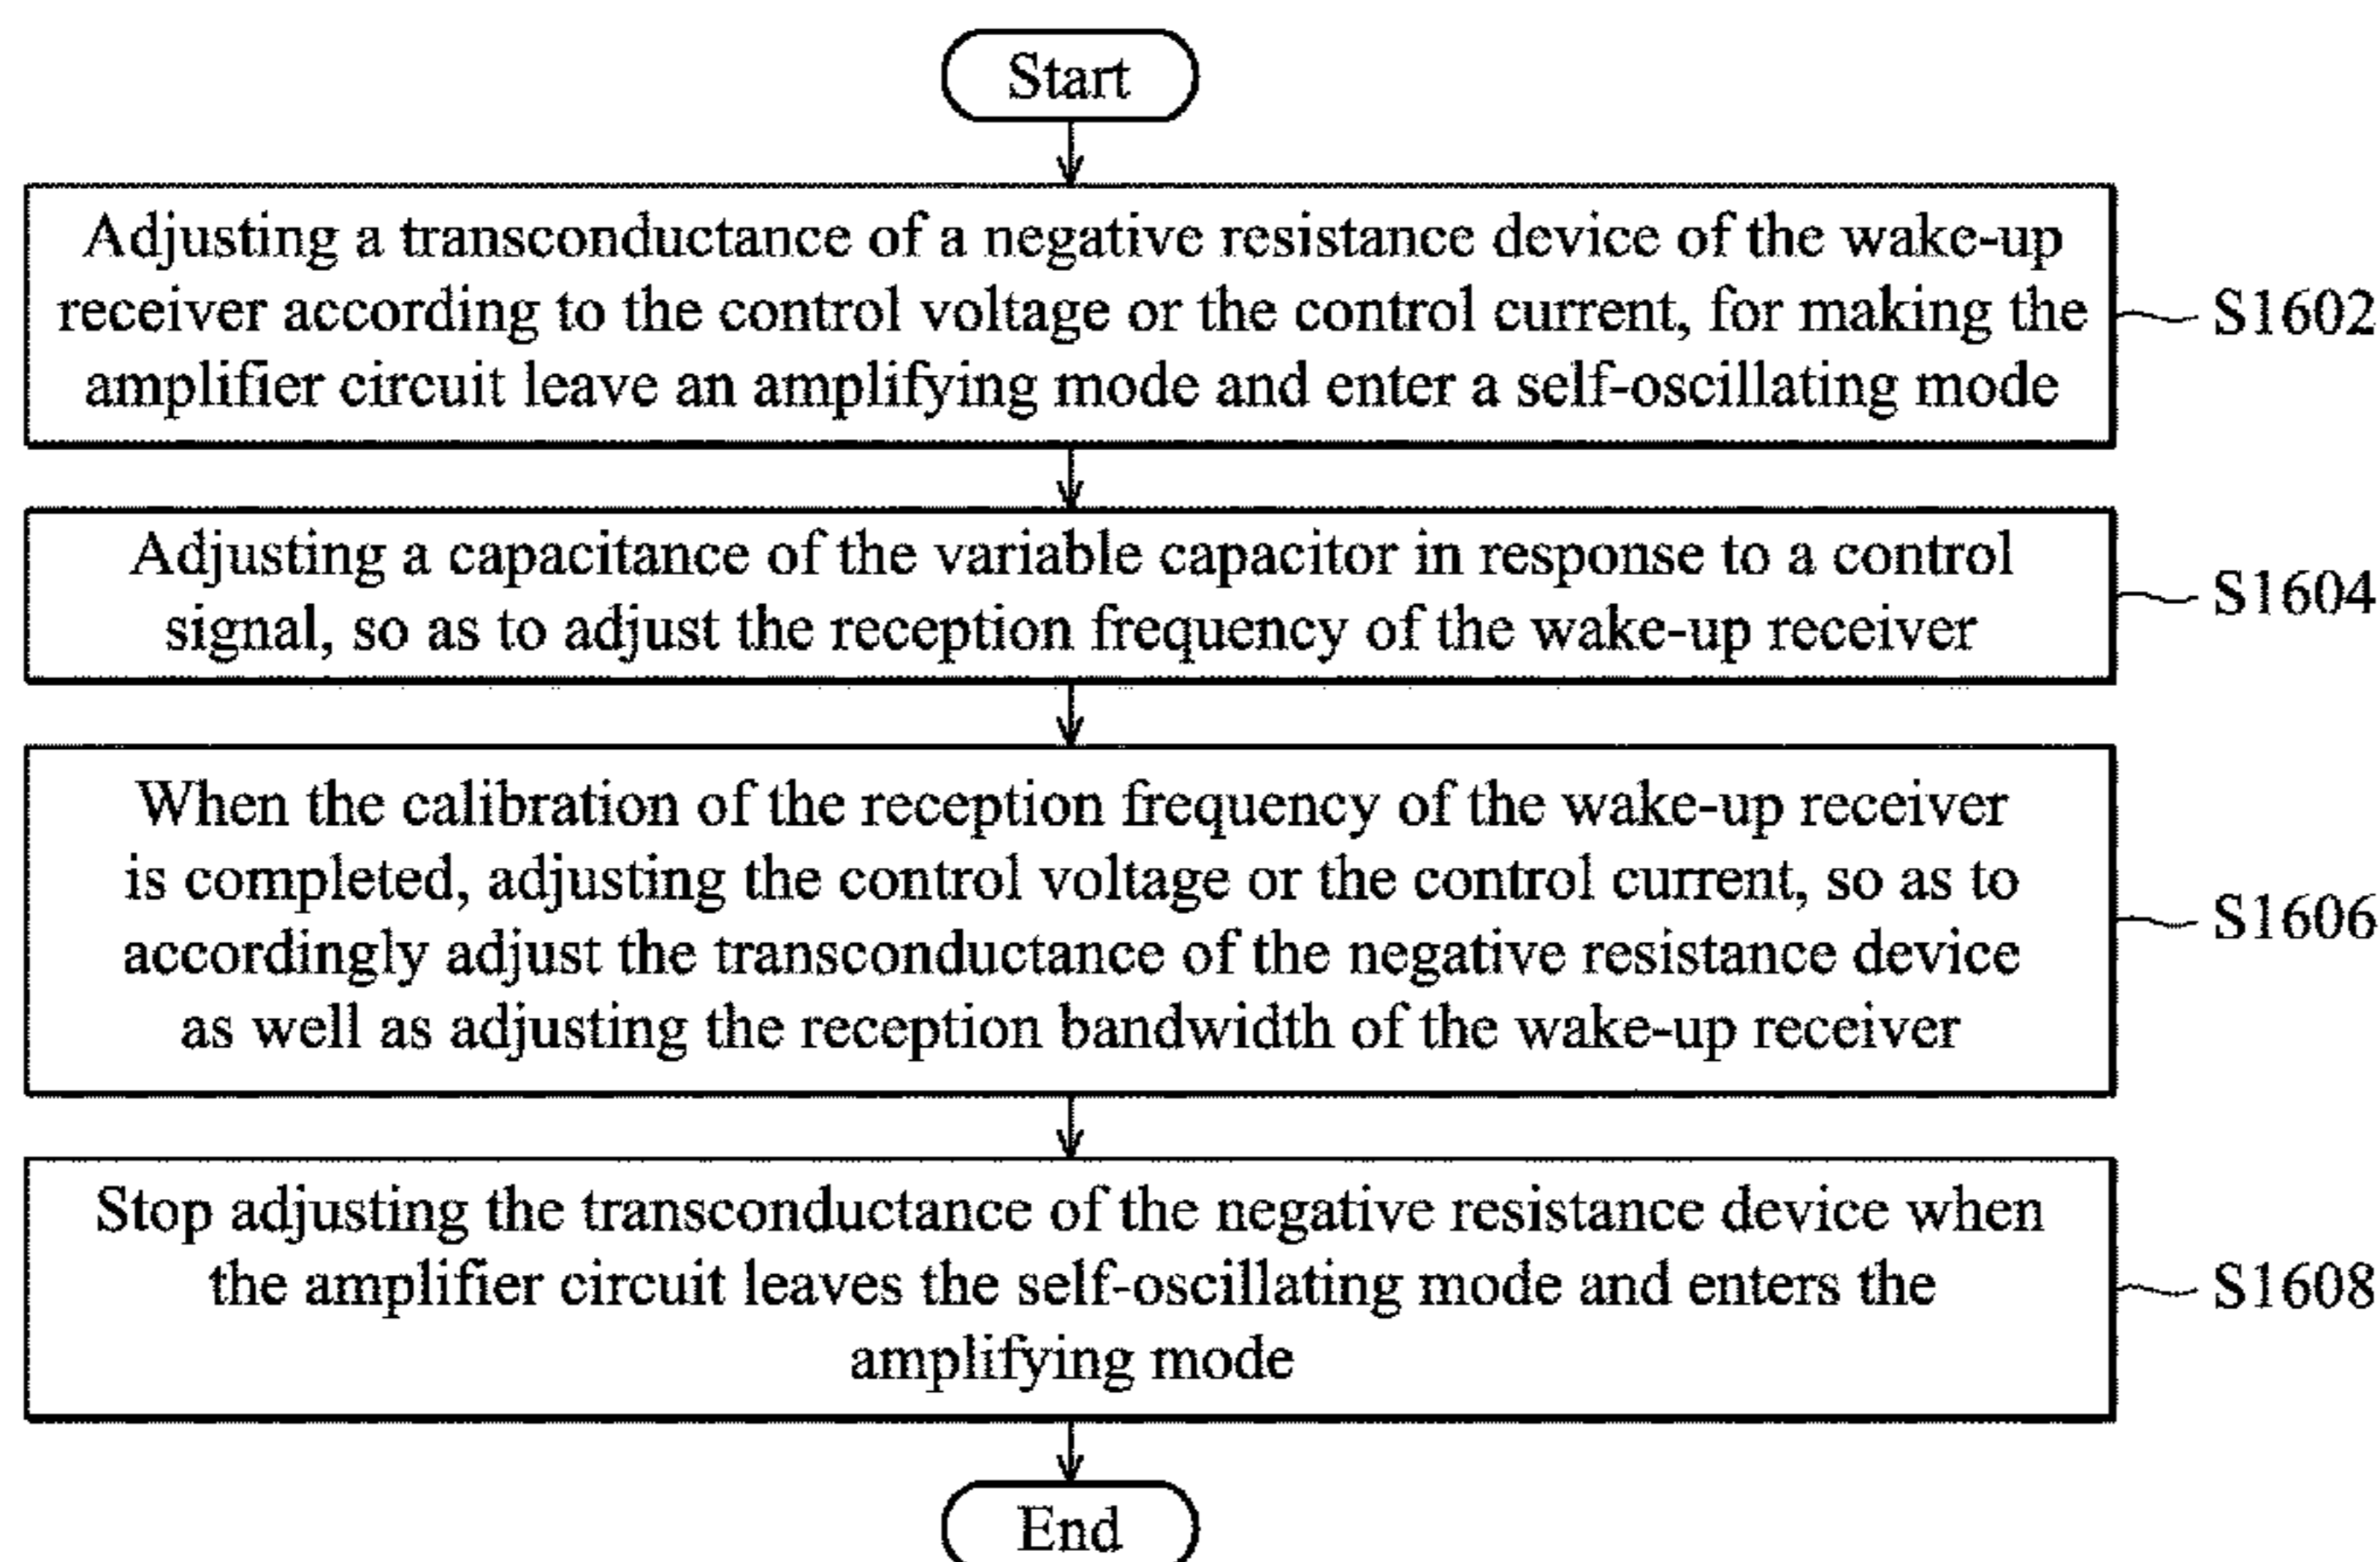 Start
Adjusting a transconductance of a negative resistance device of the wake-up
receiver according to the control voltage or the control current, for making the
amplifier circuit leave an amplifying mode and enter a self-oscillating mode
S1602
Adjusting a capacitance of the variable capacitor in response to a control
signal, so as to adjust the reception frequency of the wake-up receiver
S1604
When the calibration of the reception frequency of the wake-up receiver
is completed, adjusting the control voltage or the control current, so as to
accordingly adjust the transconductance of the negative resistance device
as well as adjusting the reception bandwidth of the wake-up receiver
S1606
Stop adjusting the transconductance of the negative resistance device when
the amplifier circuit leaves the self-oscillating mode and enters the
amplifying mode
S1608
End